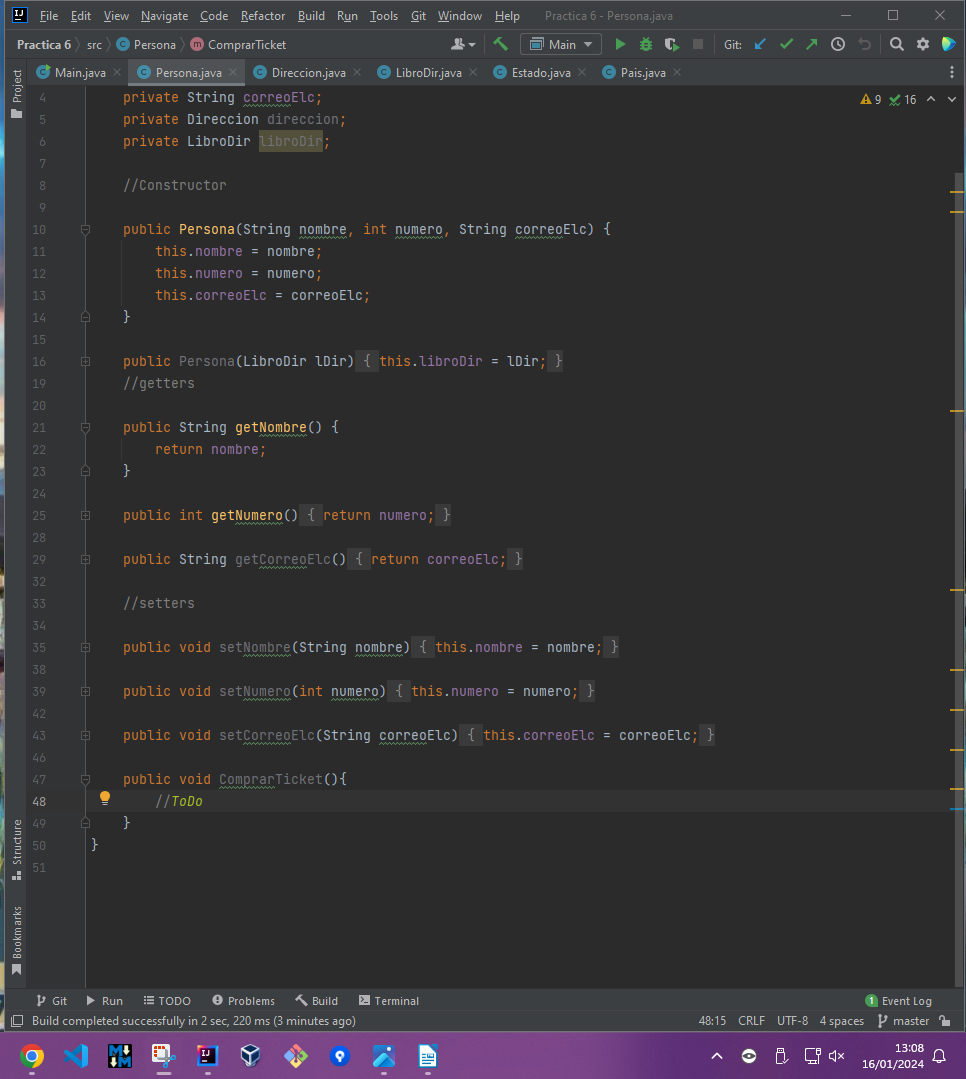 File Edit View Navigate Code Refactor Build Run Tools Git Window Help Practica 6 - Persona.java
Practica 6 src Persona ComprarTicket Main Git:
Main.java Persona.java Direccion.java LibroDir.java Estado.java Pais.java
Project
4 private String correoElc; 9 16
5 private Direccion direccion;
6 private LibroDir libroDir;
7
8 //Constructor
9
10 public Persona(String nombre, int numero, String correoElc) {
11 this.nombre = nombre;
12 this.numero = numero;
13 this.correoElc = correoElc;
14 }
15
16 public Persona(LibroDir lDir) { this.libroDir = lDir; }
19 //getters
20
21 public String getNombre() {
22 return nombre;
23 }
24
25 public int getNumero() { return numero; }
28
29 public String getCorreoElc() { return correoElc; }
32
33 //setters
34
35 public void setNombre(String nombre) { this.nombre = nombre; }
38
39 public void setNumero(int numero) { this.numero = numero; }
42
43 public void setCorreoElc(String correoElc) { this.correoElc = correoElc; }
46
47 public void ComprarTicket(){
48 //ToDo
49 }
50 }
51
Structure
Bookmarks
Git Run TODO Problems Build Terminal 1 Event Log
Build completed successfully in 2 sec, 220 ms (3 minutes ago) 48:15 CRLF UTF-8 4 spaces master
13:08
16/01/2024